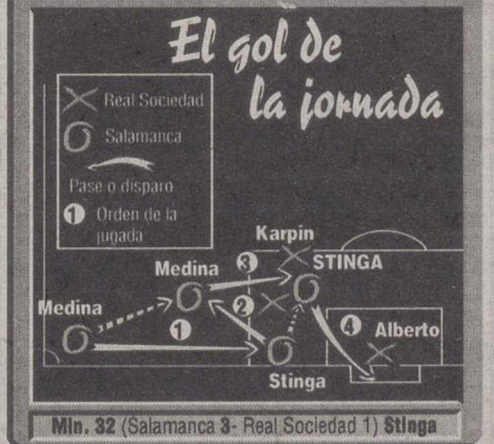 El gol de
la jornada
Real Sociedad
Salamanca
Pase o disparo
1 Orden de la
jugada
Karpin
3 STINGA
Medina
2
Medina
1
4 Alberto
Stinga
Min. 32 (Salamanca 3- Real Sociedad 1) Stinga